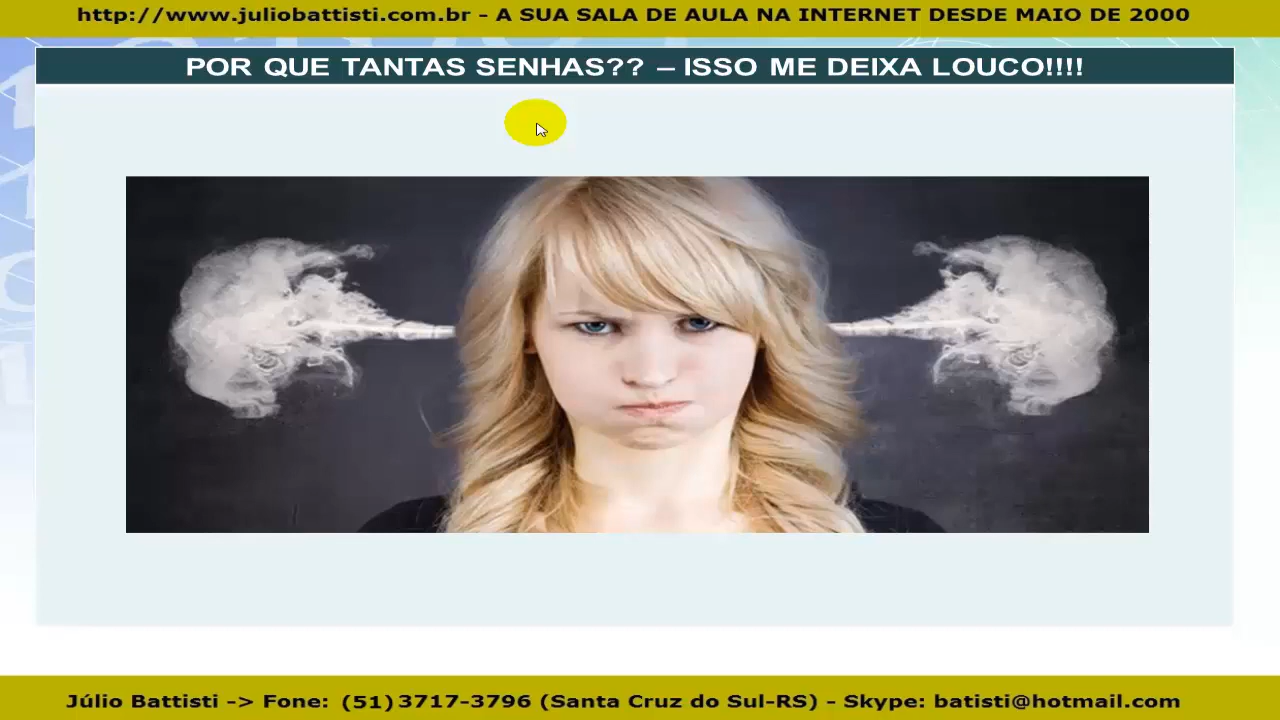 http://www.juliobattisti.com.br - A SUA SALA DE AULA NA INTERNET DESDE MAIO DE 2000
POR QUE TANTAS SENHAS?? – ISSO ME DEIXA LOUCO!!!!
Júlio Battisti -> Fone: (51) 3717-3796 (Santa Cruz do Sul-RS) - Skype: batisti@hotmail.com